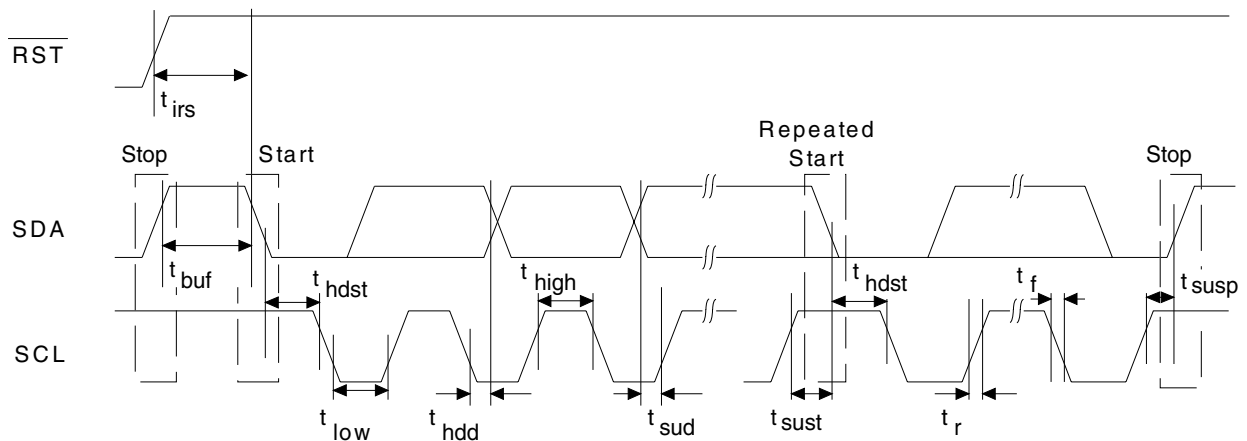 RST
t irs
Repeated
Stop Start Start Stop
SDA
t buf t hdst t high t hdst t f t susp
SCL
t low t hdd t sud t sust t r